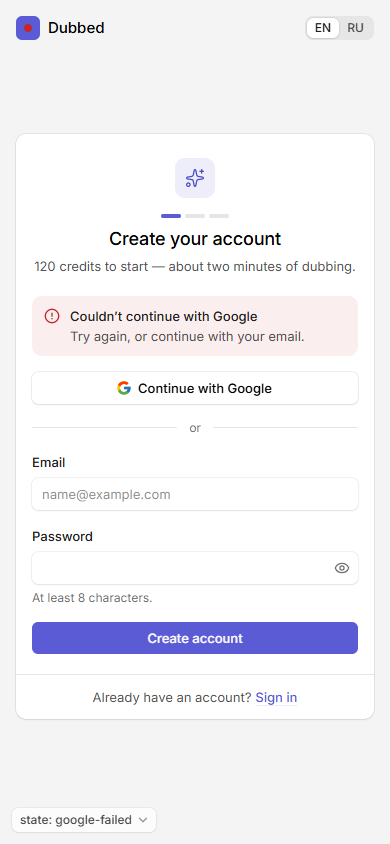 Dubbed
EN RU
Create your account
120 credits to start — about two minutes of dubbing.
Couldn’t continue with Google
Try again, or continue with your email.
Continue with Google
or
Email
name@example.com
Password
At least 8 characters.
Create account
Already have an account? Sign in
state: google-failed